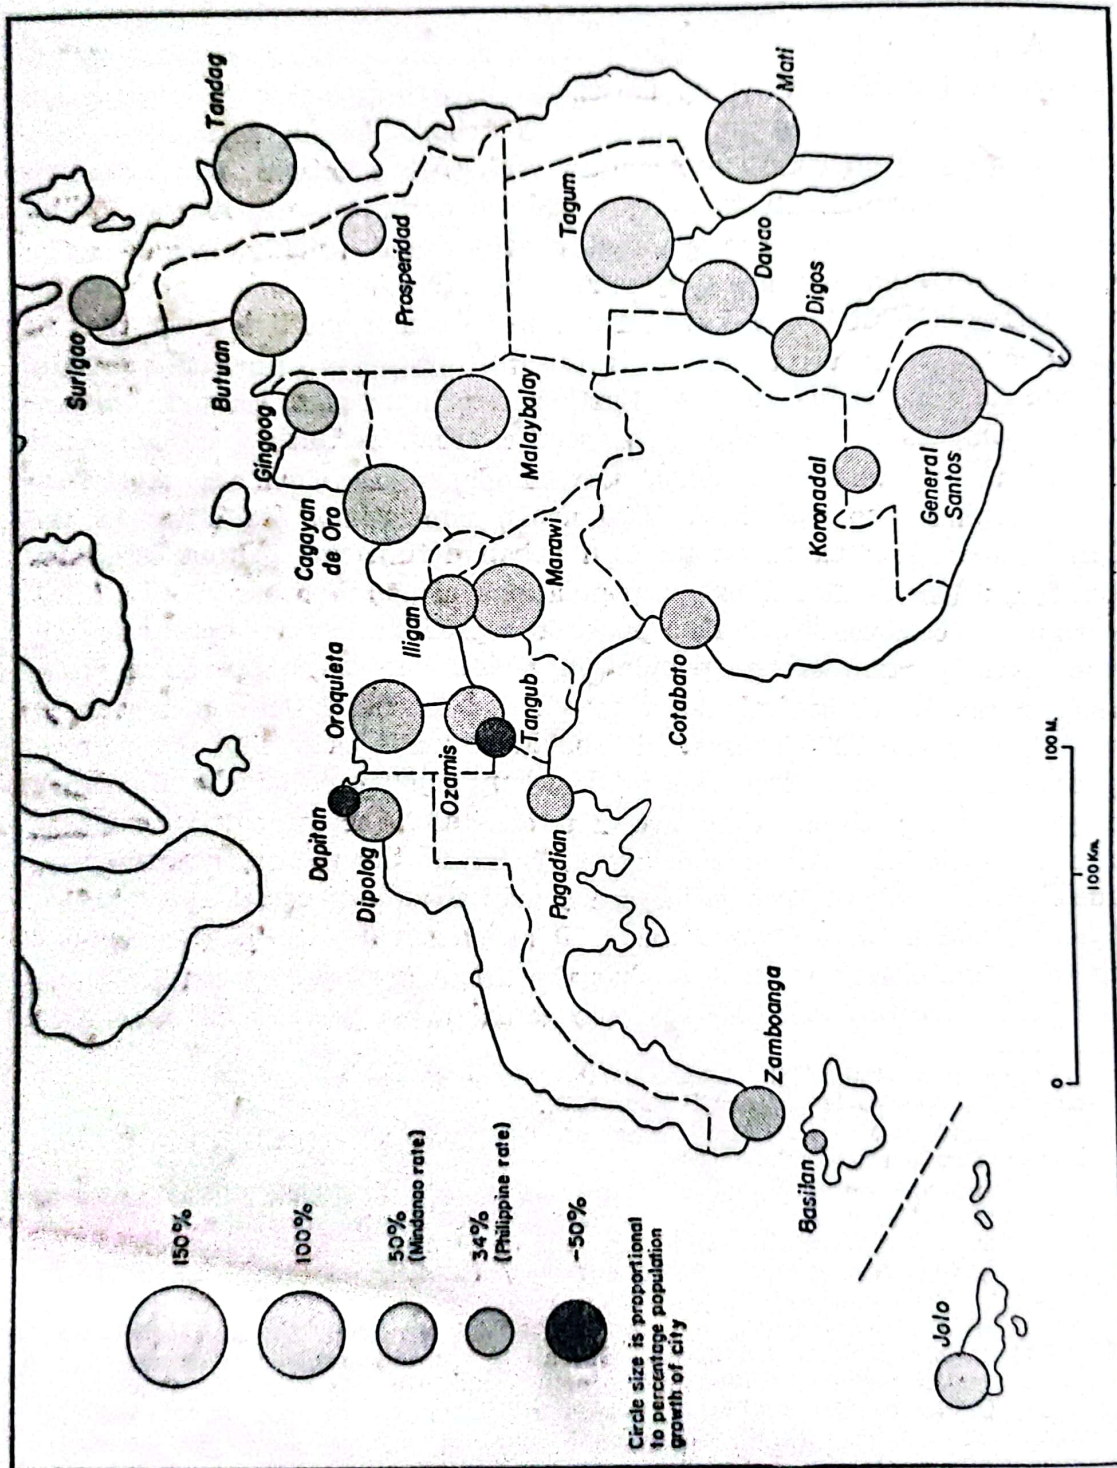 150%
100%
50%
(Mindanao rate)
34%
(Philippine rate)
-50%
Circle size is proportional
to percentage population
growth of city
Surigao
Tandag
Butuan
Gingoog
Prosperidad
Cagayan
de Oro
Malaybalay
Oroquieta
Iligan
Marawi
Dapitan
Dipolog
Ozamis
Tangub
Pagadian
Cotabato
Tagum
Mati
Davao
Digos
Koronadal
General
Santos
Zamboanga
Basilan
Jolo
0
100 Km.
100 M.